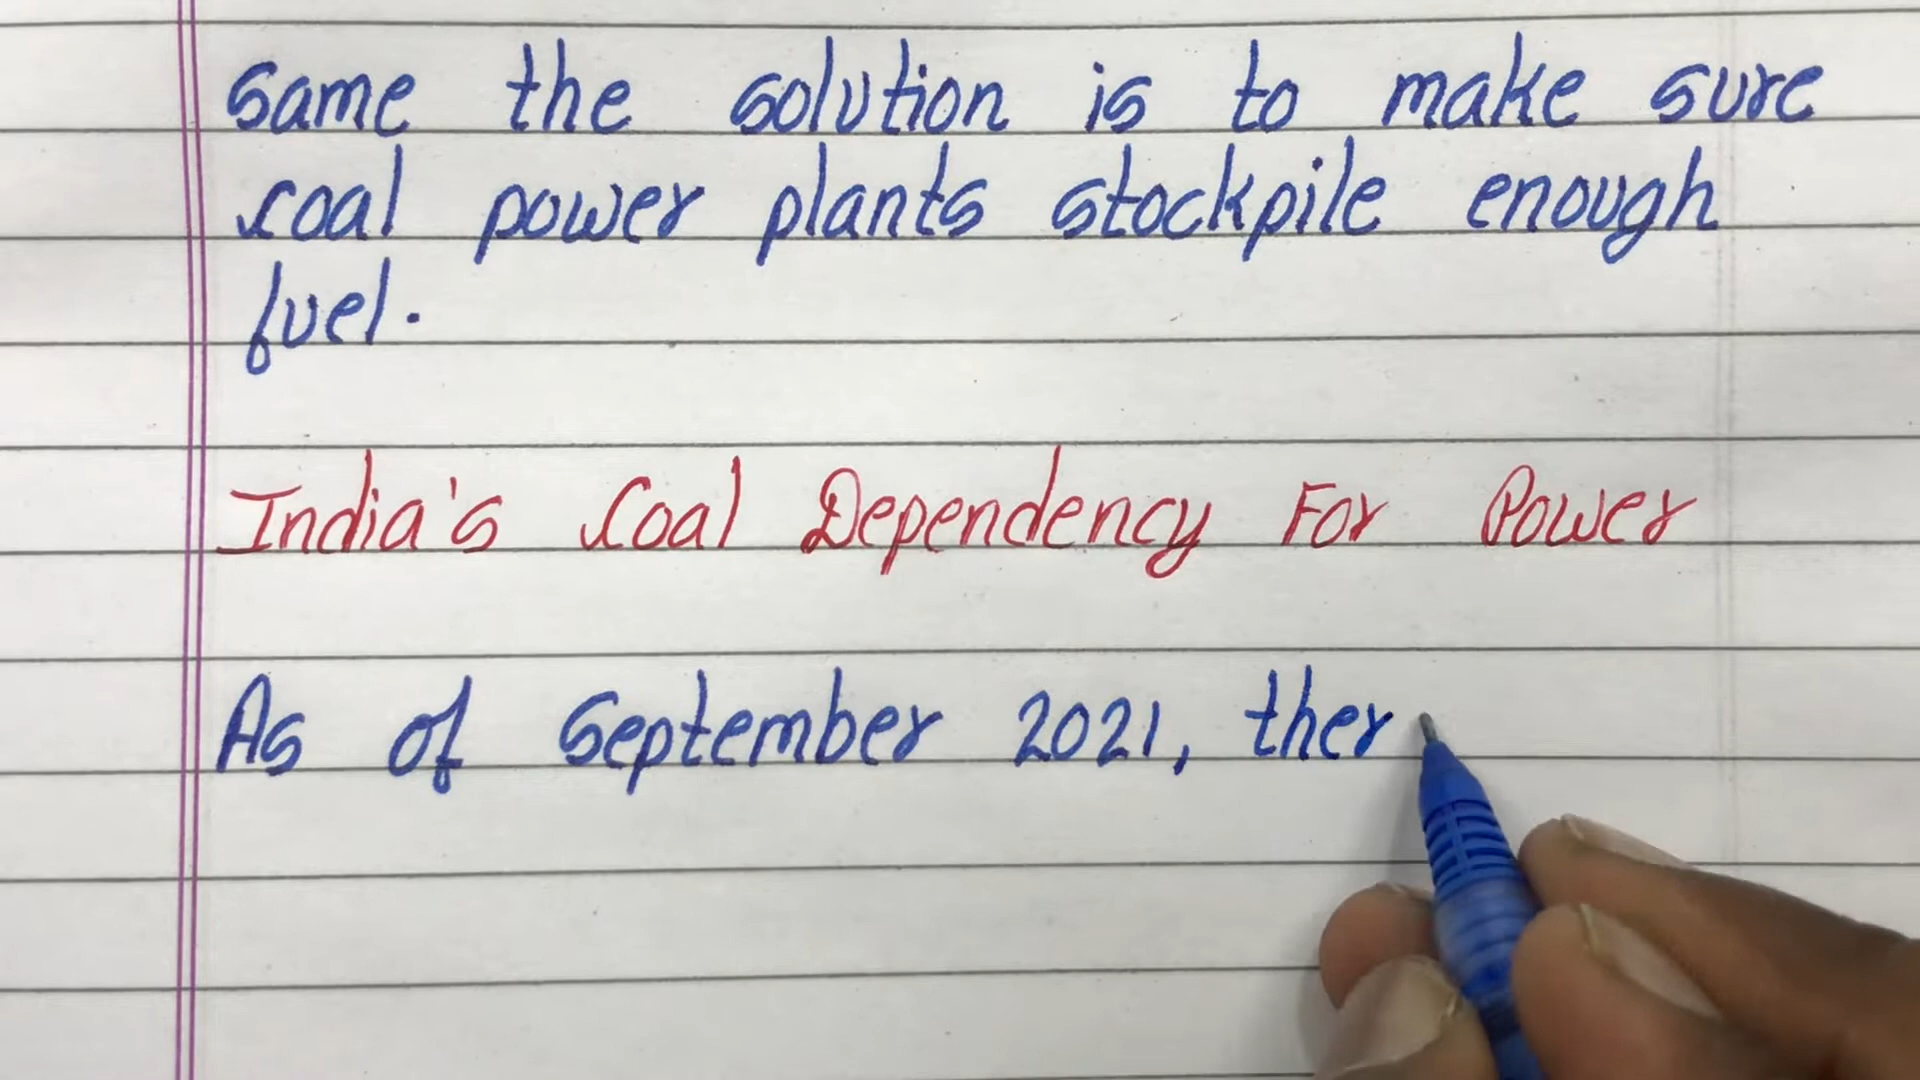 same the solution is to make sure
coal power plants stockpile enough
fuel.
India's Coal Dependency For Power
As of September 2021, ther